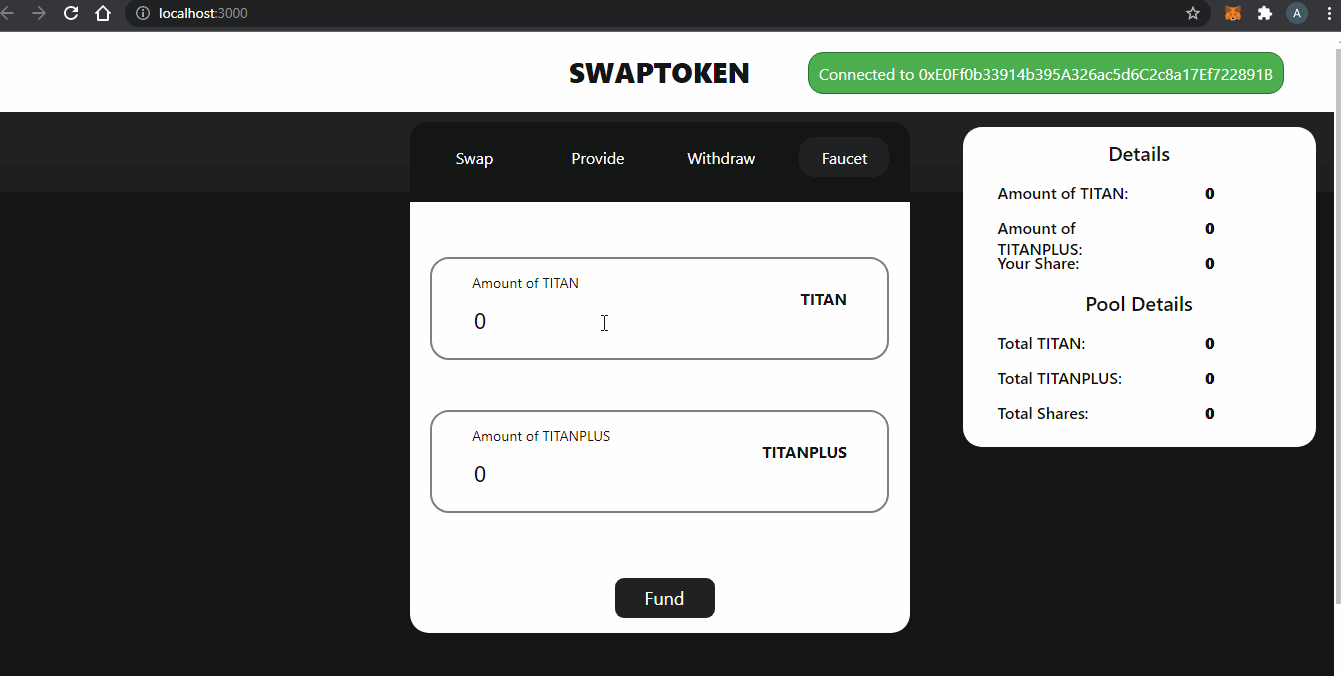 localhost:3000
A
SWAPTOKEN
Connected to 0xE0Ff0b33914b395A326ac5d6C2c8a17Ef722891B
Swap
Provide
Withdraw
Faucet
Amount of TITAN
0
TITAN
Amount of TITANPLUS
0
TITANPLUS
Fund
Details
Amount of TITAN: 0
Amount of 0
TITANPLUS:
Your Share: 0
Pool Details
Total TITAN: 0
Total TITANPLUS: 0
Total Shares: 0